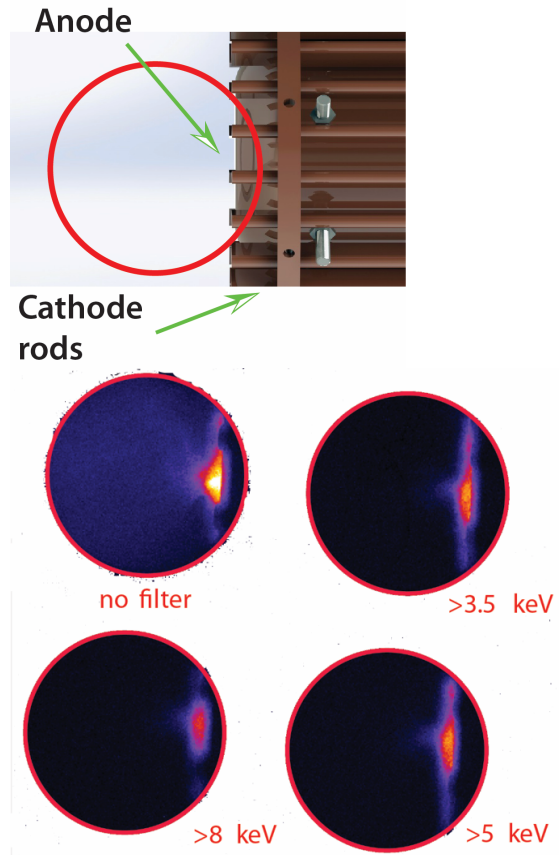 Anode
Cathode
rods
no filter
>3.5 keV
>8 keV
>5 keV